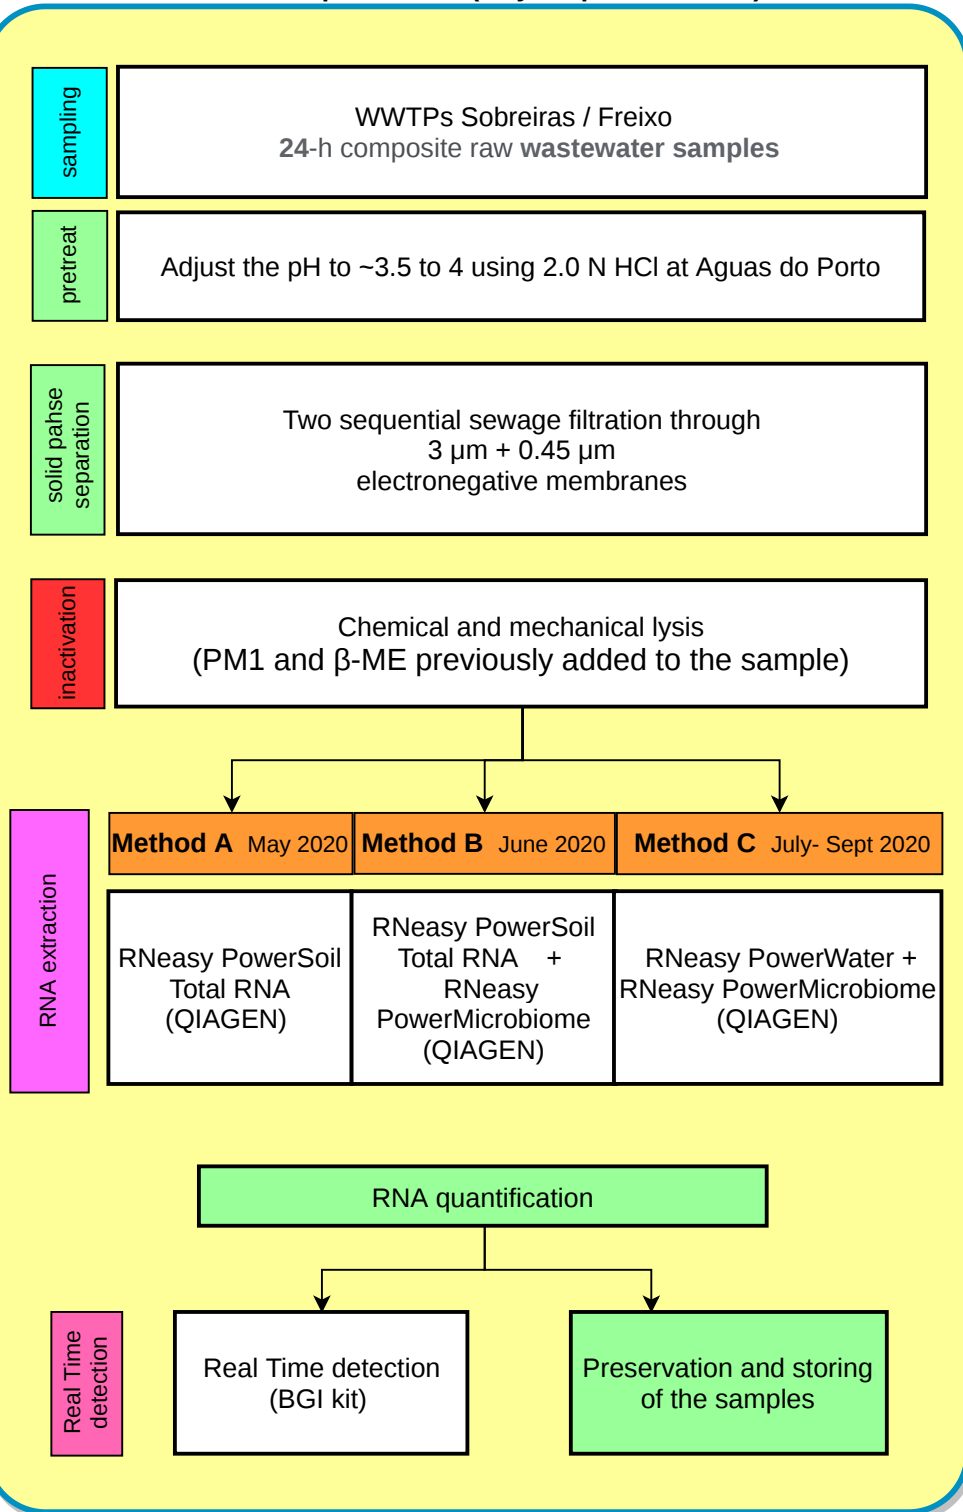 sampling
WWTPs Sobreiras / Freixo
24-h composite raw wastewater samples
pretreat
Adjust the pH to ~3.5 to 4 using 2.0 N HCl at Aguas do Porto
solid pahse
separation
Two sequential sewage filtration through
3 μm + 0.45 μm
electronegative membranes
inactivation
Chemical and mechanical lysis
(PM1 and β-ME previously added to the sample)
RNA extraction
Method A May 2020
Method B June 2020
Method C July- Sept 2020
RNeasy PowerSoil
Total RNA
(QIAGEN)
RNeasy PowerSoil
Total RNA +
RNeasy
PowerMicrobiome
(QIAGEN)
RNeasy PowerWater +
RNeasy PowerMicrobiome
(QIAGEN)
RNA quantification
Real Time
detection
Real Time detection
(BGI kit)
Preservation and storing
of the samples